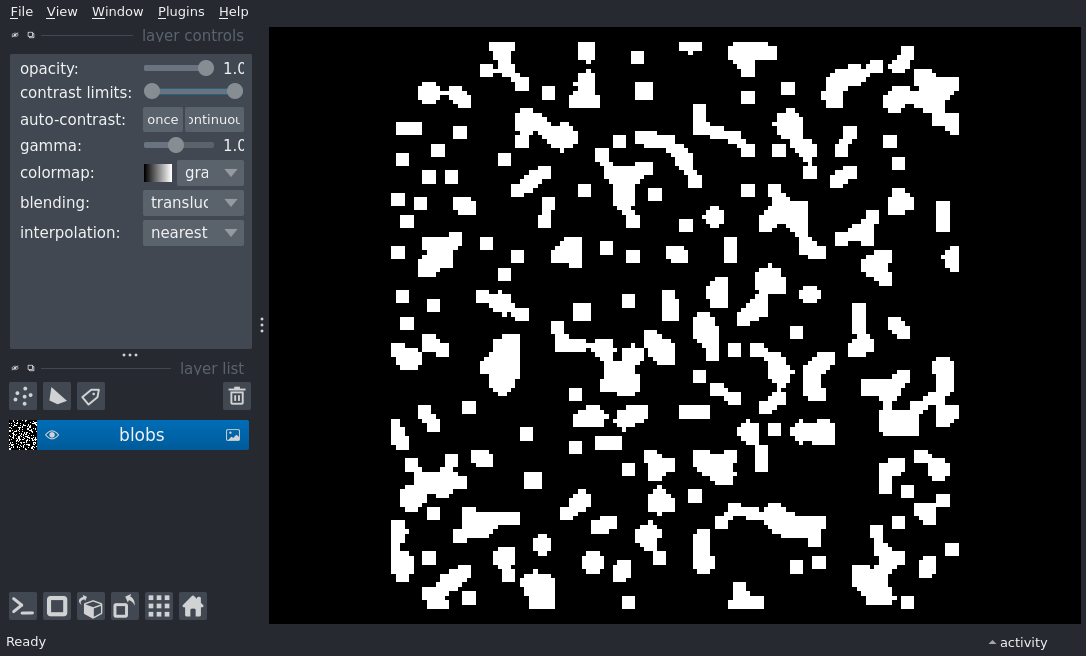 File View Window Plugins Help
layer controls
opacity: 1.0
contrast limits:
auto-contrast: once ontinuou
gamma: 1.0
colormap: gra
blending: transluc
interpolation: nearest
layer list
blobs
Ready
activity